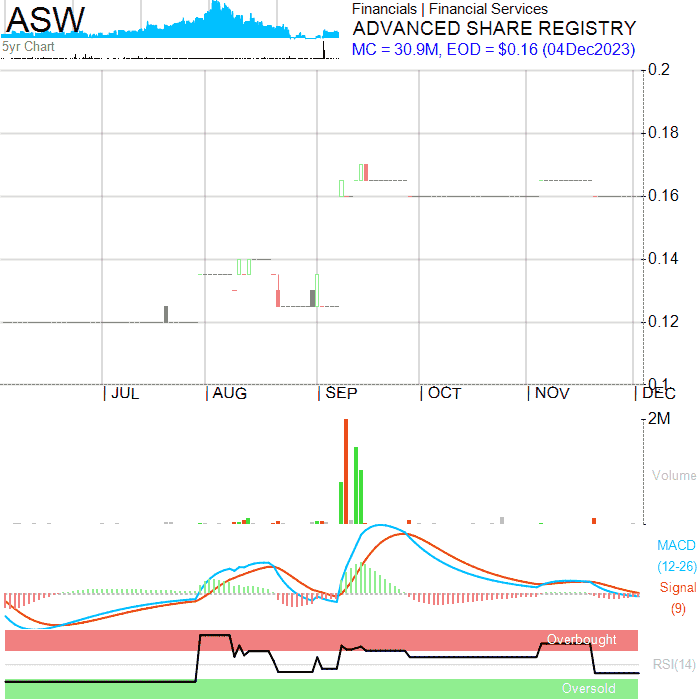 ASW
5yr Chart
Financials | Financial Services
ADVANCED SHARE REGISTRY
MC = 30.9M, EOD = $0.16 (04Dec2023)
0.2
0.18
0.16
0.14
0.12
0.1
JUL
AUG
SEP
OCT
NOV
DEC
2M
Volume
MACD
(12-26)
Signal
(9)
Overbought
RSI(14)
Oversold